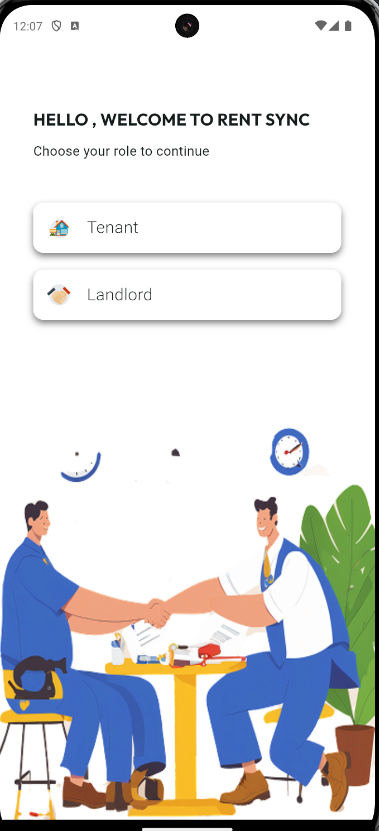 12:07
HELLO , WELCOME TO RENT SYNC
Choose your role to continue
Tenant
Landlord